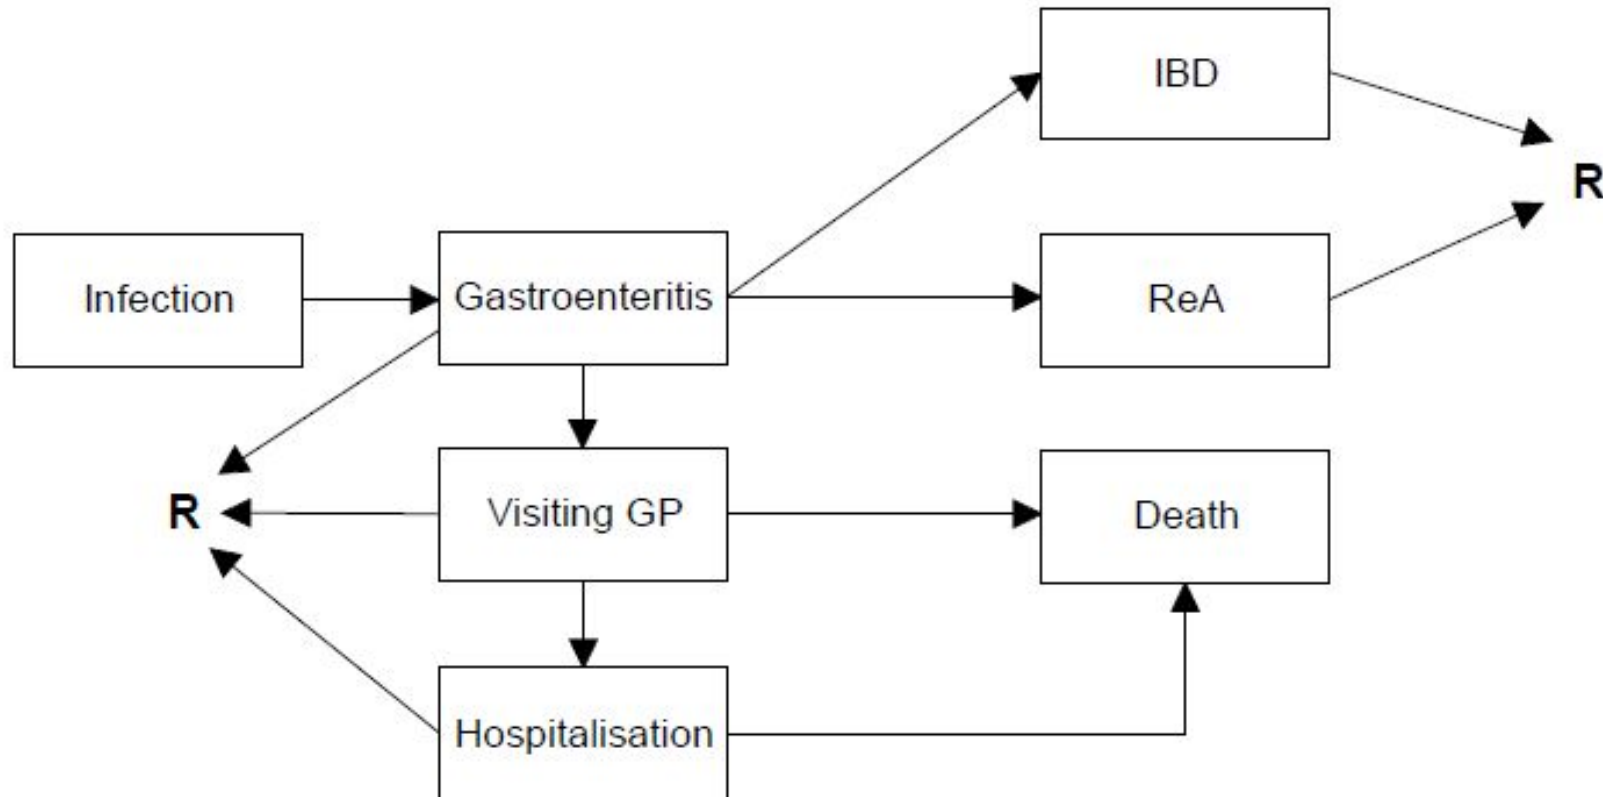 IBD
R
Infection
Gastroenteritis
ReA
R
Visiting GP
Death
Hospitalisation